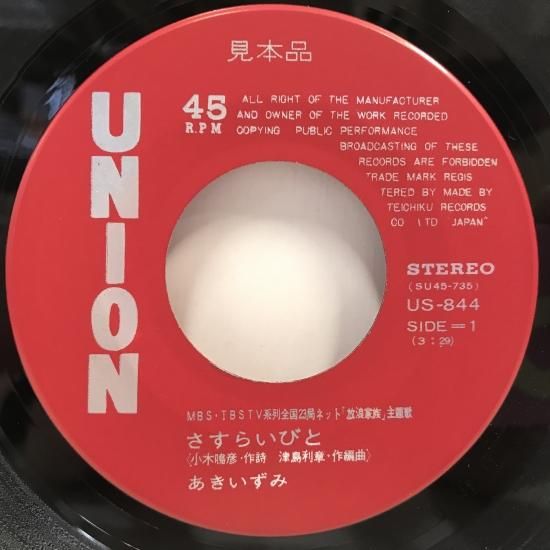 見本品
UNION
45
R.P.M
ALL RIGHT OF THE MANUFACTURER
AND OWNER OF THE WORK RECORDED
COPYING PUBLIC PERFORMANCE
BROADCASTING OF THESE
RECORDS ARE FORBIDDEN
TRADE MARK REGIS
TERED BY MADE BY
TEICHIKU RECORDS
CO LTD JAPAN"
STEREO
(SU45-735)
US-844
SIDE=1
(3:29)
MBS・TBSTV系列全国23局ネット「放浪家族」主題歌
さすらいびと
(小木鳴彦・作詩 津島利章・作編曲)
あきいずみ